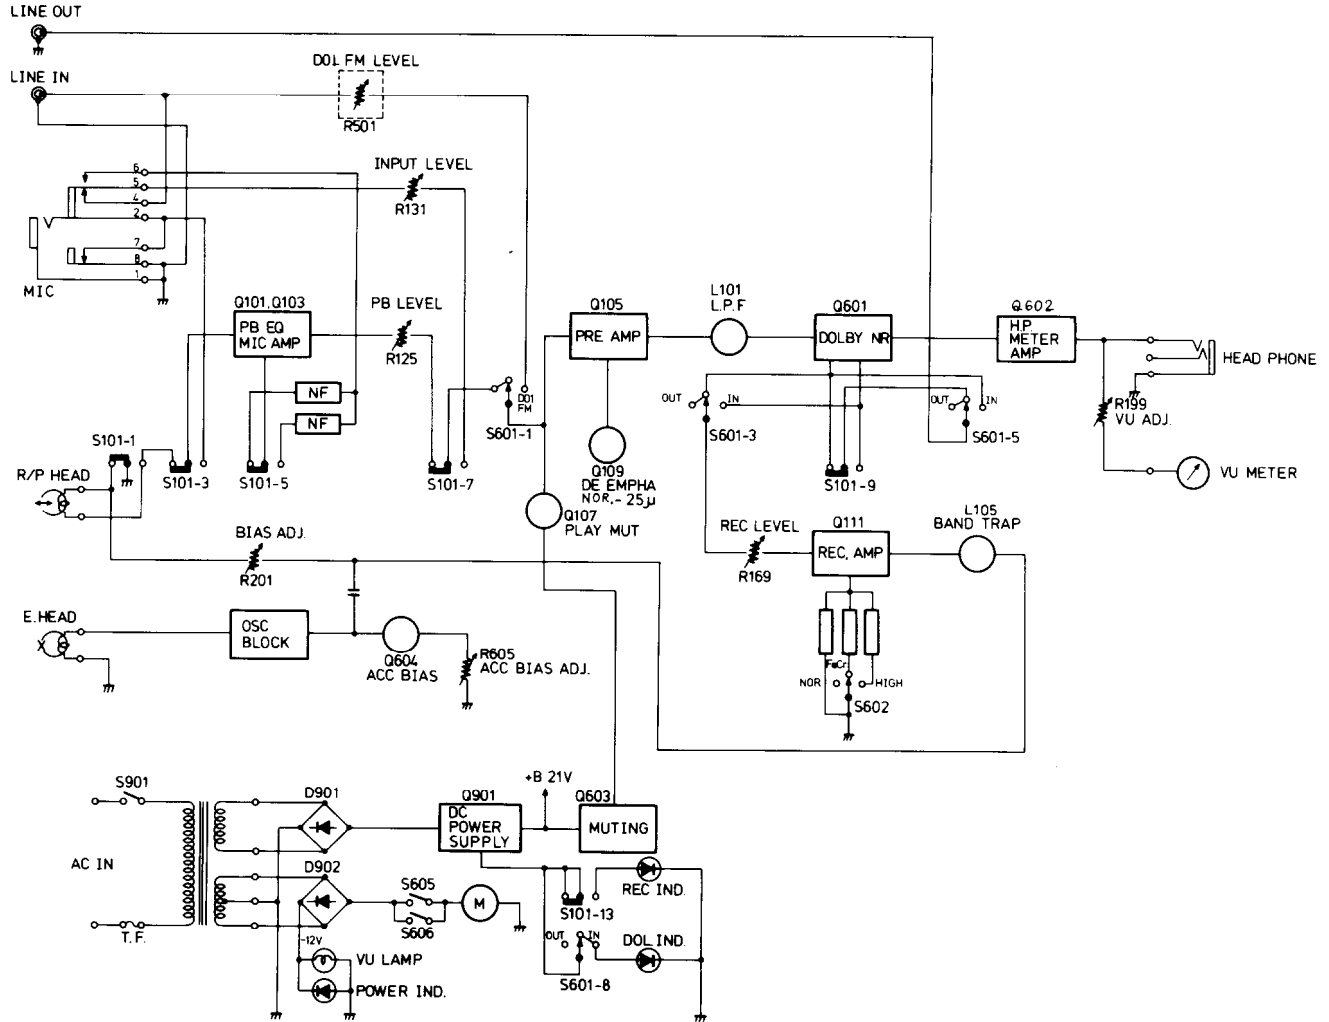 LINE OUT
LINE IN
DOL FM LEVEL
R501
6
5
4
2
7
8
1
MIC
INPUT LEVEL
R131
Q101, Q103
PB EQ
MIC AMP
PB LEVEL
R125
NF
NF
S101-1
R/P HEAD
S101-3
S101-5
S101-7
DOl
FM
S601-1
Q105
PRE AMP
L101
L.P.F
Q601
DOLBY NR
Q602
H.P.
METER
AMP
HEAD PHONE
R199
VU ADJ.
VU METER
Q109
DE EMPHA
NOR.-25μ
OUT
IN
S601-3
OUT
IN
S601-5
S101-9
Q107
PLAY MUT
BIAS ADJ.
R201
REC LEVEL
R169
Q111
REC, AMP
L105
BAND TRAP
E.HEAD
OSC
BLOCK
Q604
ACC BIAS
R605
ACC BIAS ADJ.
FeCr
NOR
HIGH
S602
S901
AC IN
T.F.
D901
D902
-12V
VU LAMP
POWER IND.
S605
S606
M
Q901
DC
POWER
SUPPLY
+B 21V
Q603
MUTING
REC IND.
S101-13
OUT
IN
DOL IND.
S601-8